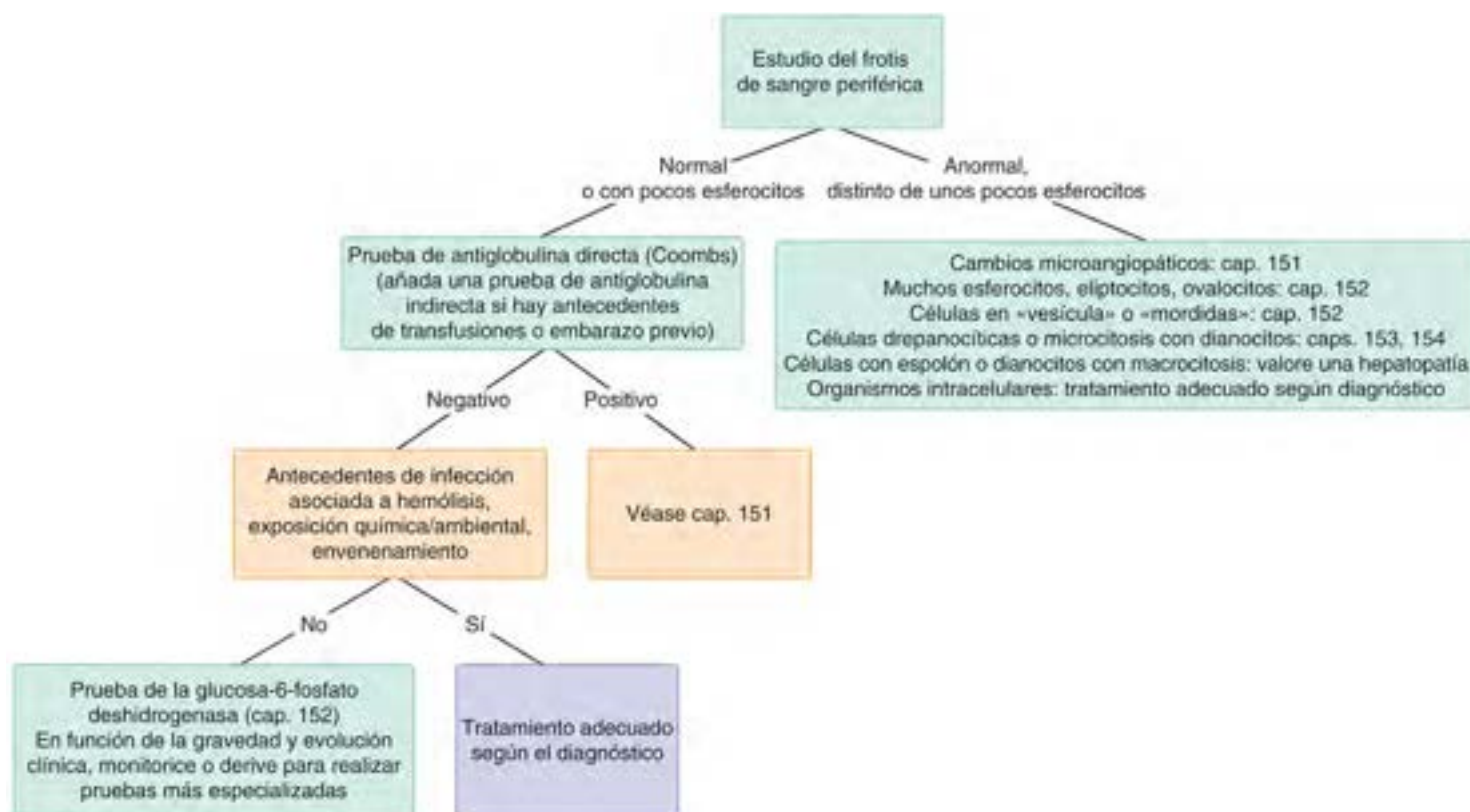 Estudio del frotis
de sangre periférica
Normal
o con pocos esferocitos
Anormal,
distinto de unos pocos esferocitos
Prueba de antiglobulina directa (Coombs)
(añada una prueba de antiglobulina
indirecta si hay antecedentes
de transfusiones o embarazo previo)
Cambios microangiopáticos: cap. 151
Muchos esferocitos, eliptocitos, ovalocitos: cap. 152
Células en «vesícula» o «mordidas»: cap. 152
Células drepanocíticas o microcitosis con dianocitos: caps. 153, 154
Células con espolón o dianocitos con macrocitosis: valore una hepatopatía
Organismos intracelulares: tratamiento adecuado según diagnóstico
Negativo
Positivo
Antecedentes de infección
asociada a hemólisis,
exposición química/ambiental,
envenenamiento
Véase cap. 151
No
Sí
Prueba de la glucosa-6-fosfato
deshidrogenasa (cap. 152)
En función de la gravedad y evolución
clínica, monitorice o derive para realizar
pruebas más especializadas
Tratamiento adecuado
según el diagnóstico